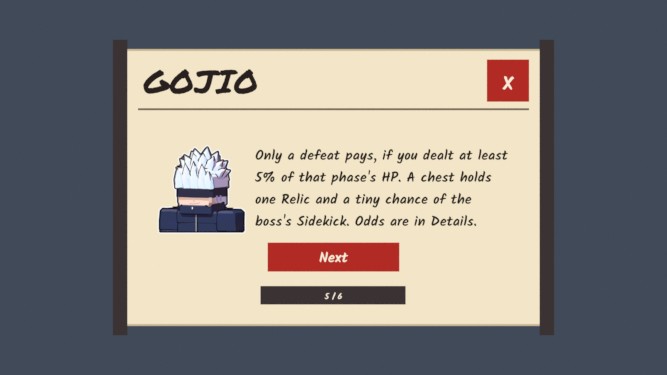 GOJIO
X
Only a defeat pays, if you dealt at least
5% of that phase's HP. A chest holds
one Relic and a tiny chance of the
boss's Sidekick. Odds are in Details.
Next
5/6